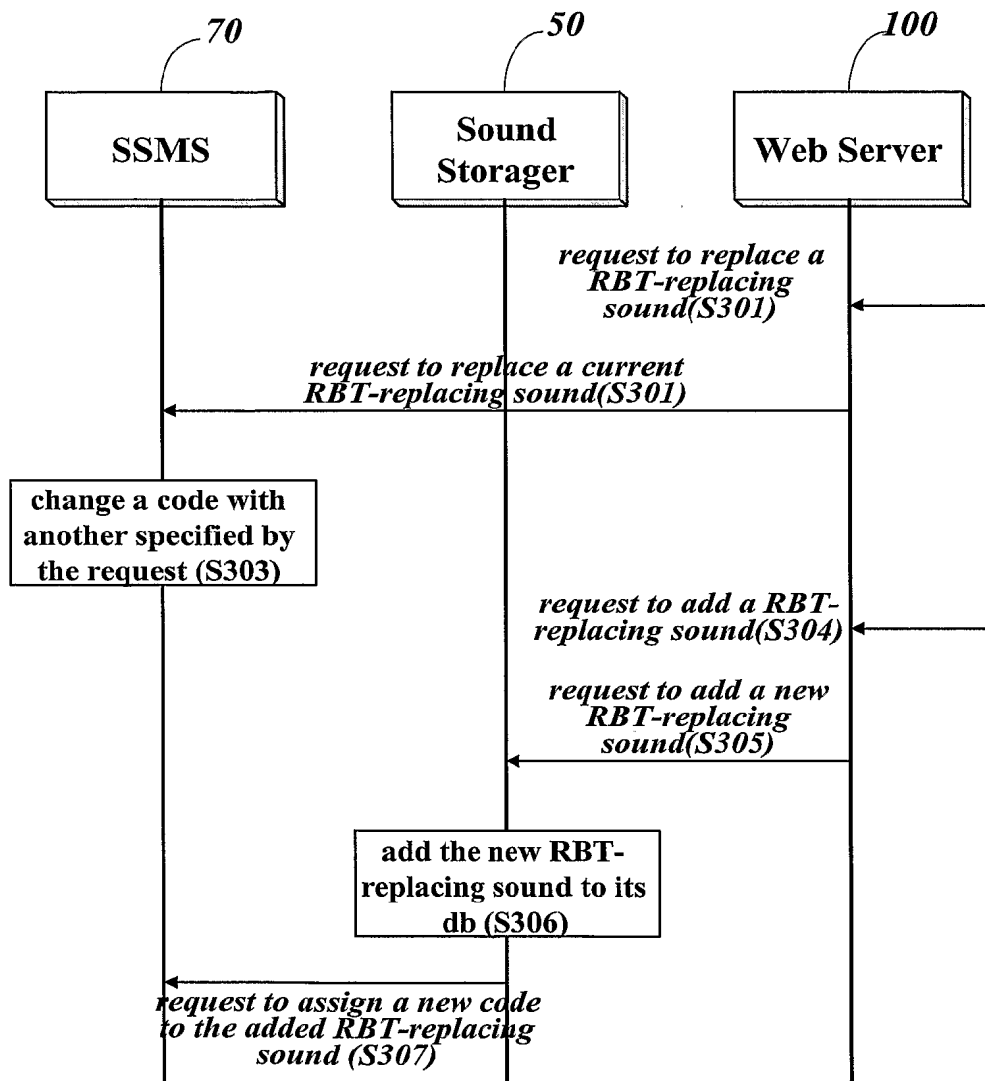 70
50
100
SSMS
Sound
Storager
Web Server
request to replace a
RBT-replacing
sound(S301)
request to replace a current
RBT-replacing sound(S301)
change a code with
another specified by
the request (S303)
request to add a RBT-
replacing sound(S304)
request to add a new
RBT-replacing
sound(S305)
add the new RBT-
replacing sound to its
db (S306)
request to assign a new code
to the added RBT-replacing
sound (S307)